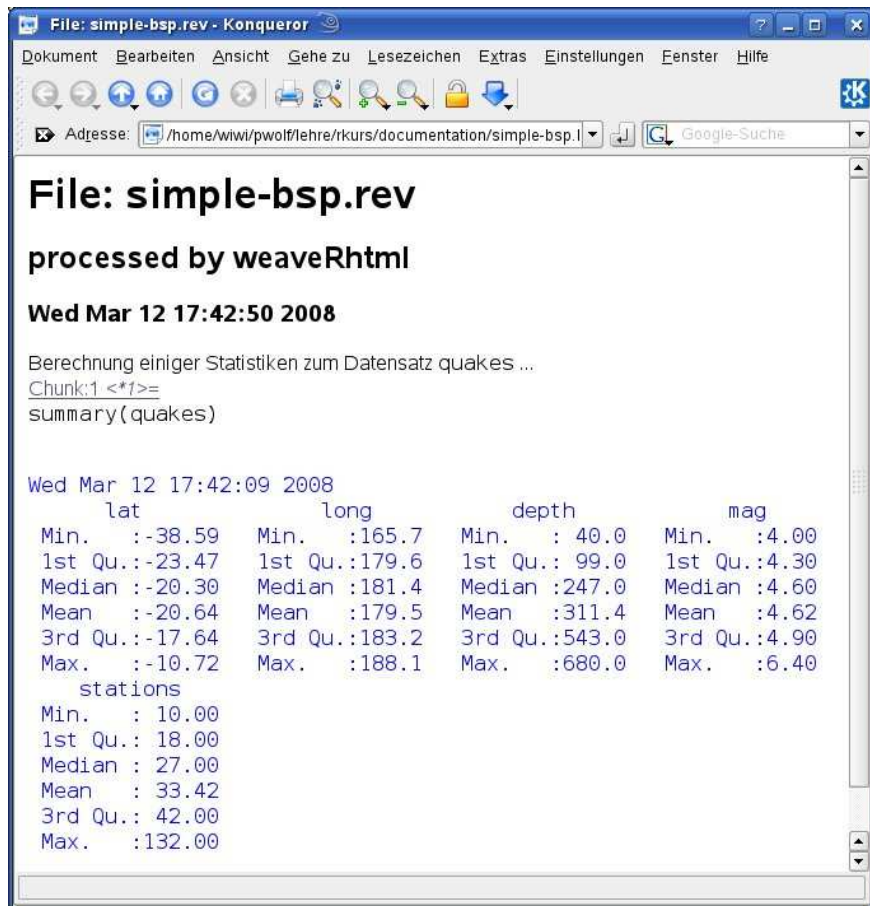 File: simple-bsp.rev - Konqueror
Dokument Bearbeiten Ansicht Gehe zu Lesezeichen Extras Einstellungen Fenster Hilfe
Adresse: /home/wiwi/pwolf/lehre/rkurs/documentation/simple-bsp.l Google-Suche
File: simple-bsp.rev
processed by weaveRhtml
Wed Mar 12 17:42:50 2008
Berechnung einiger Statistiken zum Datensatz quakes ...
Chunk:1 <*1>=
summary(quakes)
Wed Mar 12 17:42:09 2008
lat long depth mag
Min. :-38.59 Min. :165.7 Min. : 40.0 Min. :4.00
1st Qu.:-23.47 1st Qu.:179.6 1st Qu.: 99.0 1st Qu.:4.30
Median :-20.30 Median :181.4 Median :247.0 Median :4.60
Mean :-20.64 Mean :179.5 Mean :311.4 Mean :4.62
3rd Qu.:-17.64 3rd Qu.:183.2 3rd Qu.:543.0 3rd Qu.:4.90
Max. :-10.72 Max. :188.1 Max. :680.0 Max. :6.40
stations
Min. : 10.00
1st Qu.: 18.00
Median : 27.00
Mean : 33.42
3rd Qu.: 42.00
Max. :132.00